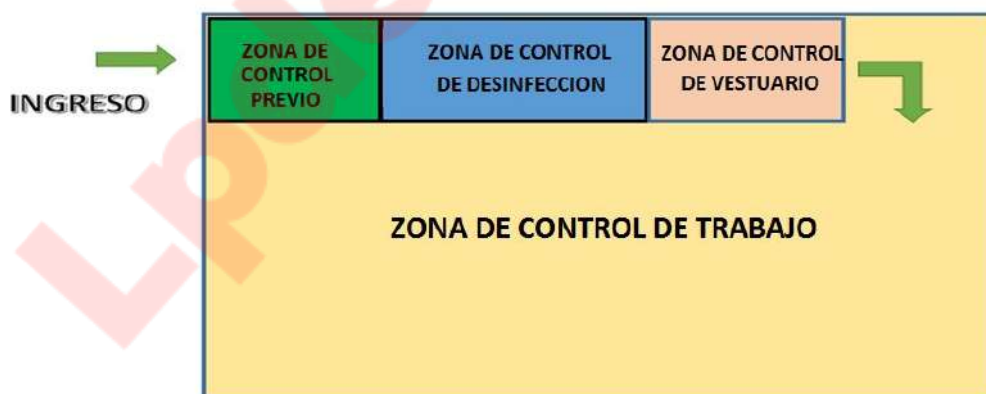 INGRESO
ZONA DE
CONTROL
PREVIO
ZONA DE CONTROL
DE DESINFECCION
ZONA DE CONTROL
DE VESTUARIO
ZONA DE CONTROL DE TRABAJO